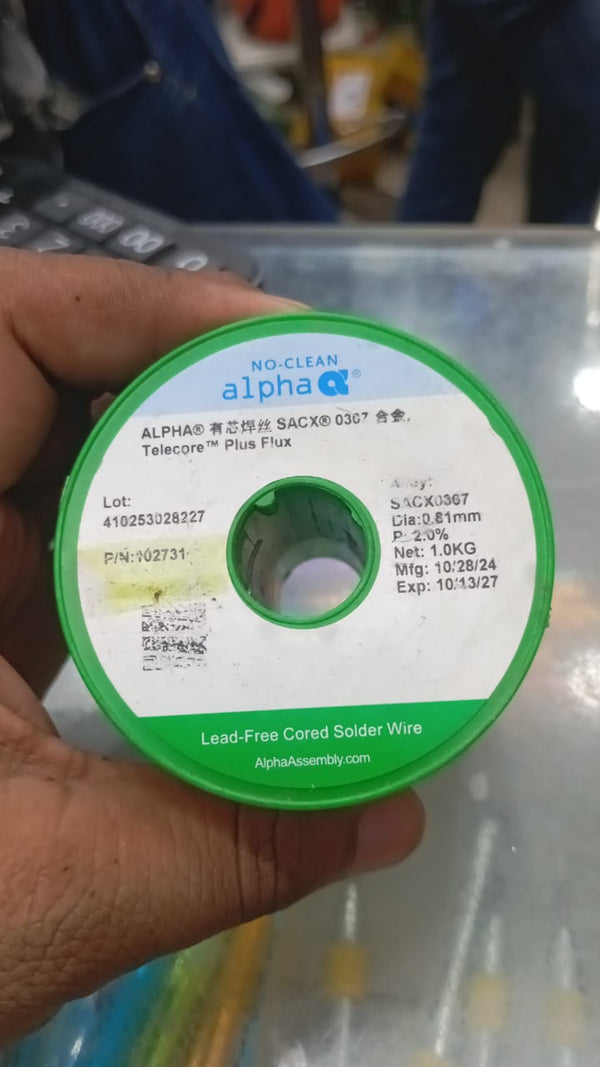 NO-CLEAN
alpha®
ALPHA® 有芯焊丝 SACX® 0307 合金,
Telecore™ Plus Flux
Lot:
410253028227
P/N:102731
Alloy:
SACX0307
Dia:0.81mm
P: 2.0%
Net: 1.0KG
Mfg: 10/28/24
Exp: 10/13/27
Lead-Free Cored Solder Wire
AlphaAssembly.com